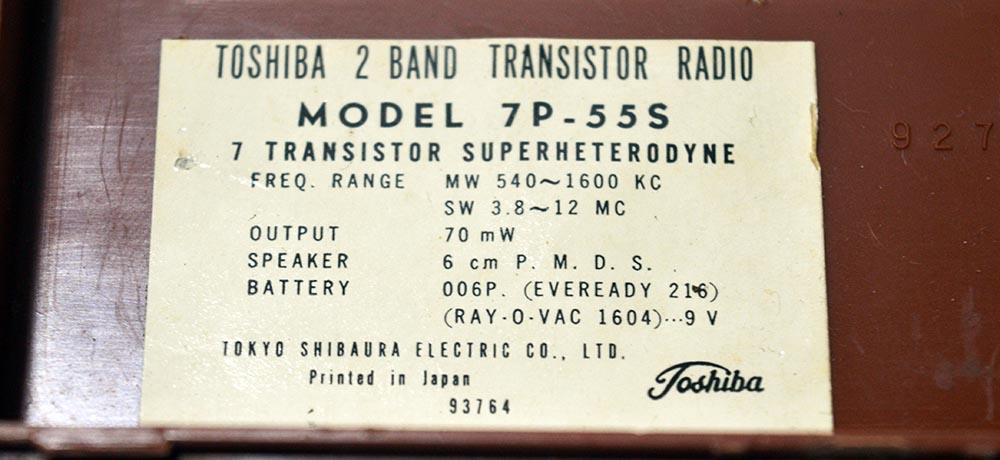 TOSHIBA 2 BAND TRANSISTOR RADIO
MODEL 7P-55S
7 TRANSISTOR SUPERHETERODYNE
FREQ. RANGE MW 540~1600 KC
SW 3.8~12 MC
OUTPUT 70 mW
SPEAKER 6 cm P. M. D. S.
BATTERY 006P. (EVEREADY 216)
(RAY-O-VAC 1604)...9 V
TOKYO SHIBAURA ELECTRIC CO., LTD.
Printed in Japan
Toshiba
93764
927